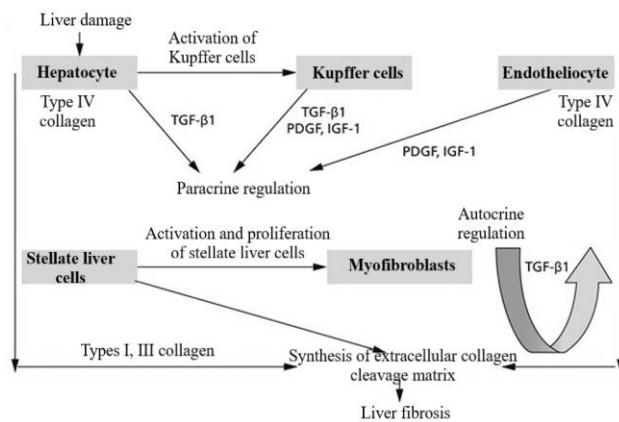 Liver damage
Activation of
Kupffer cells
Hepatocyte
Kupffer cells
Endotheliocyte
Type IV
collagen
TGF-β1
TGF-β1
PDGF, IGF-1
Type IV
collagen
PDGF, IGF-1
Paracrine regulation
Activation and proliferation
of stellate liver cells
Autocrine
regulation
Stellate liver
cells
Myofibroblasts
TGF-β1
Types I, III collagen
Synthesis of extracellular collagen
cleavage matrix
Liver fibrosis